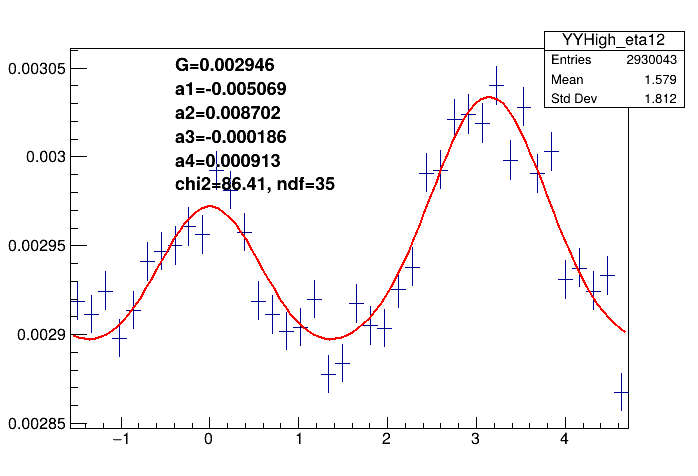 YYHigh_eta12
Entries 2930043
Mean 1.579
Std Dev 1.812
G=0.002946
a1=-0.005069
a2=0.008702
a3=-0.000186
a4=0.000913
chi2=86.41, ndf=35
0.00305
0.003
0.00295
0.0029
0.00285
−1 0 1 2 3 4